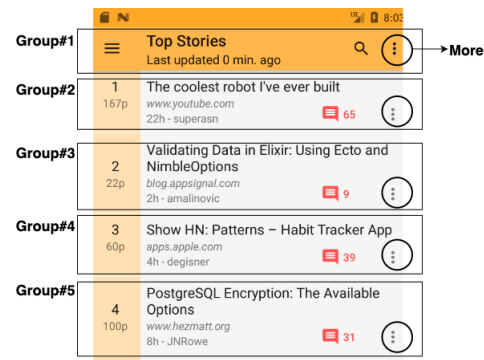 8:03
Group#1
Top Stories
Last updated 0 min. ago
More
Group#2
1
167p
The coolest robot I've ever built
www.youtube.com
22h - superasn
65
Group#3
2
22p
Validating Data in Elixir: Using Ecto and
NimbleOptions
blog.appsignal.com
2h - amalinovic
9
Group#4
3
60p
Show HN: Patterns – Habit Tracker App
apps.apple.com
4h - degisner
39
Group#5
4
100p
PostgreSQL Encryption: The Available
Options
www.hezmatt.org
8h - JNRowe
31